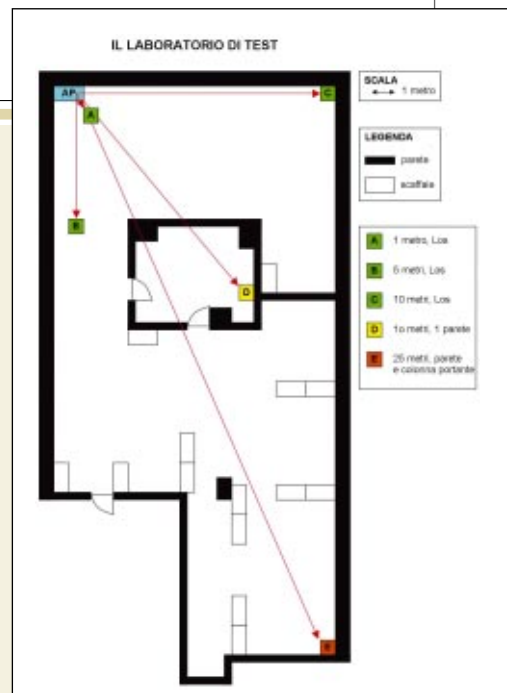 IL LABORATORIO DI TEST
AP
A
C
B
D
E
SCALA
1 metro
LEGENDA
parete
scaffale
A 1 metro, Los
B 5 metri, Los
C 10 metri, Los
D 1o metri, 1 parete
E 25 metri, parete
e colonna portante